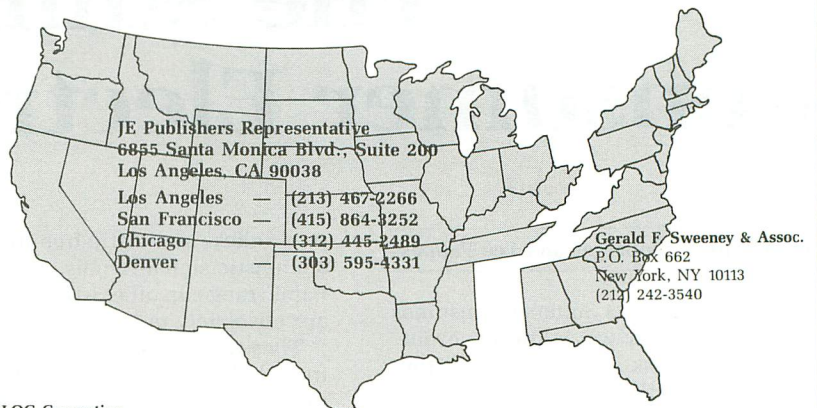 JE Publishers Representative
6855 Santa Monica Blvd., Suite 200
Los Angeles, CA 90038
Los Angeles — (213) 467-2266
San Francisco — (415) 864-3252
Chicago — (312) 445-2489
Denver — (303) 595-4331
Gerald F. Sweeney & Assoc.
P.O. Box 662
New York, NY 10113
(212) 242-3540